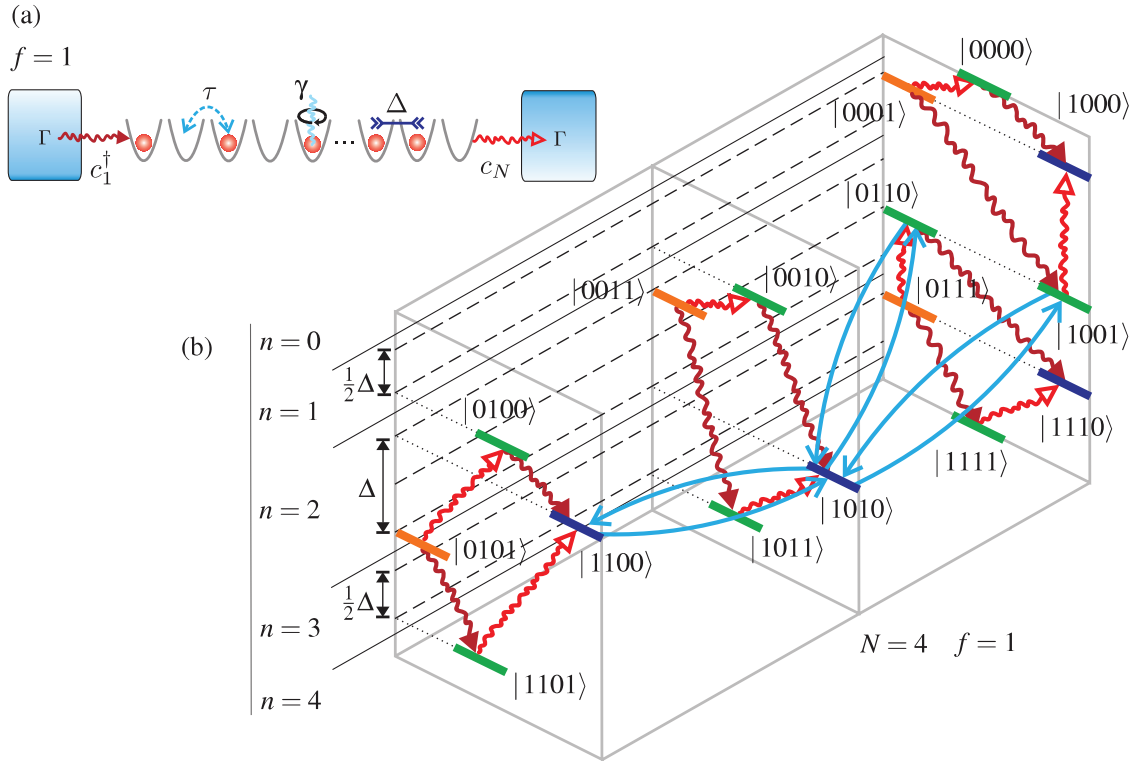 (a)
f = 1
Γ
c₁†
τ
γ
...
Δ
c_N
Γ
(b)
n = 0
½Δ
n = 1
Δ
n = 2
½Δ
n = 3
n = 4
|0000⟩
|0001⟩
|1000⟩
|0110⟩
|0111⟩
|1001⟩
|1110⟩
|1111⟩
|0011⟩
|0010⟩
|1010⟩
|1011⟩
|0100⟩
|0101⟩
|1100⟩
|1101⟩
N = 4 f = 1